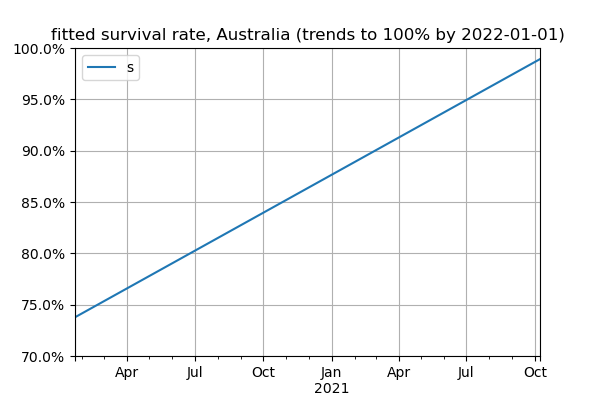 fitted survival rate, Australia (trends to 100% by 2022-01-01)
100.0%
95.0%
90.0%
85.0%
80.0%
75.0%
70.0%
s
Apr Jul Oct Jan Apr Jul Oct
2021